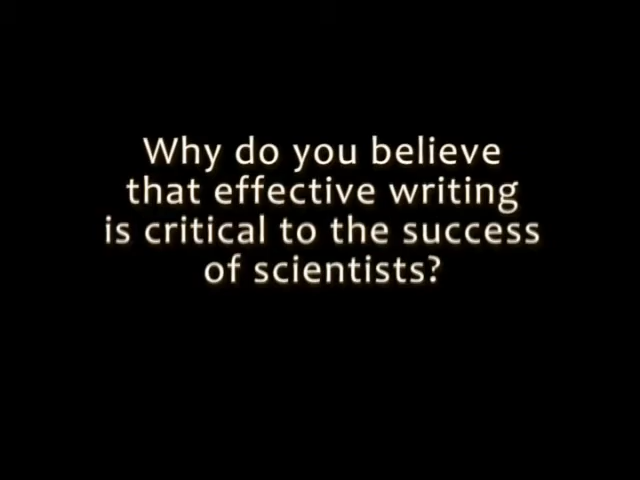 Why do you believe
that effective writing
is critical to the success
of scientists?